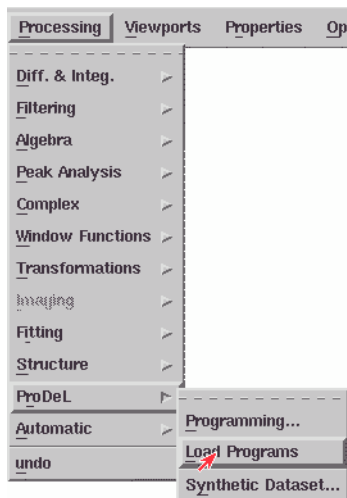 Processing Viewports Properties Op
Diff. & Integ.
Filtering
Algebra
Peak Analysis
Complex
Window Functions
Transformations
Imaging
Fitting
Structure
ProDeL
Automatic
undo
Programming...
Load Programs
Synthetic Dataset...